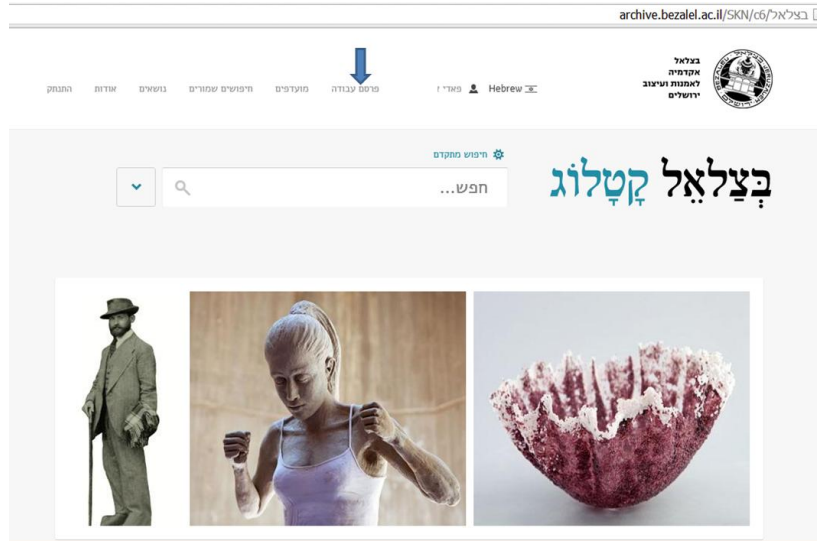 archive.bezalel.ac.il/SKN/c6/בצלאל
בצלאל
אקדמיה
לאמנות ועיצוב
ירושלים
Hebrew פאדי ז פרסם עבודה מועדפים חיפושים שמורים נושאים אודות התנתק
חיפוש מתקדם
בְּצַלְאֵל קָטָלוֹג
חפש...